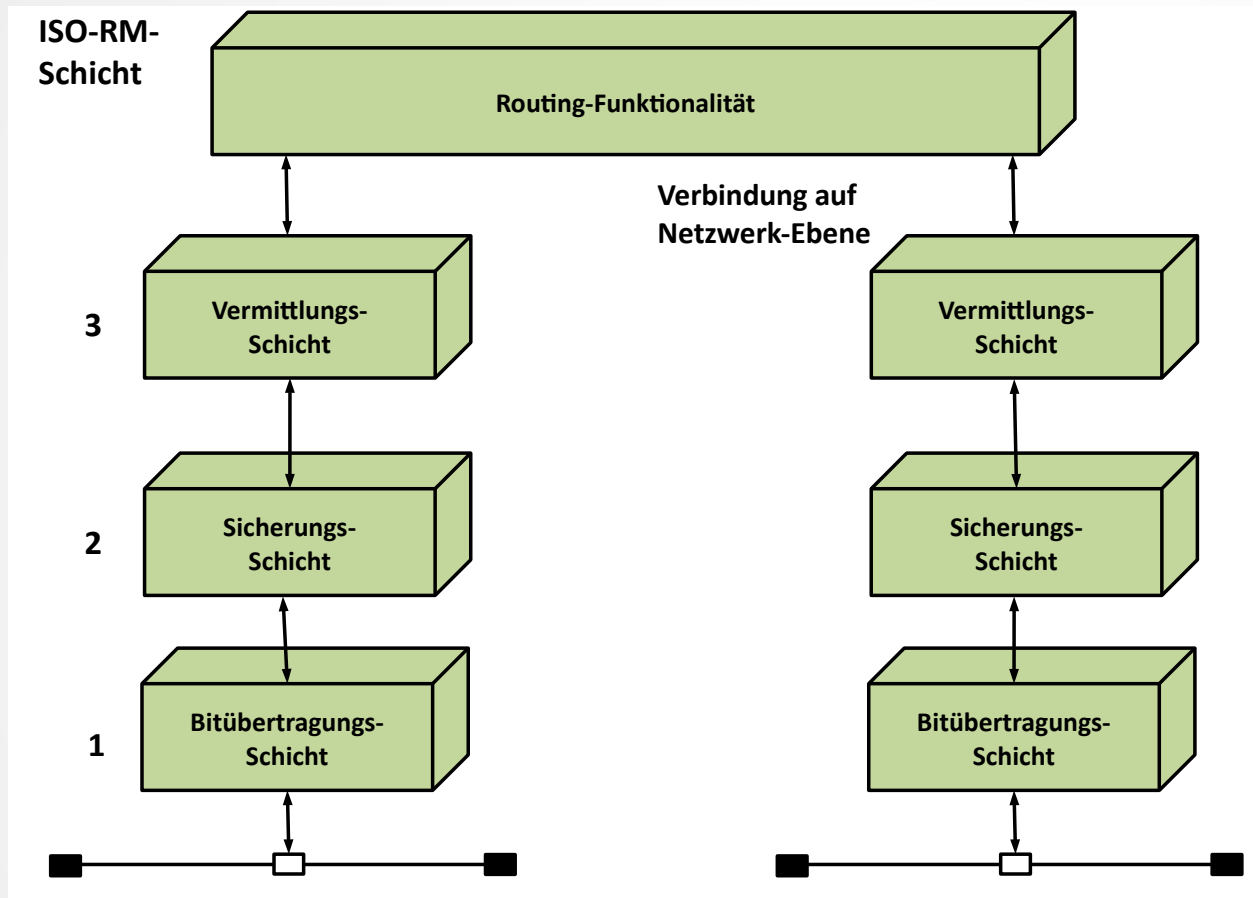 ISO-RM-
Schicht
Routing-Funktionalität
Verbindung auf
Netzwerk-Ebene
3
Vermittlungs-
Schicht
Vermittlungs-
Schicht
2
Sicherungs-
Schicht
Sicherungs-
Schicht
1
Bitübertragungs-
Schicht
Bitübertragungs-
Schicht